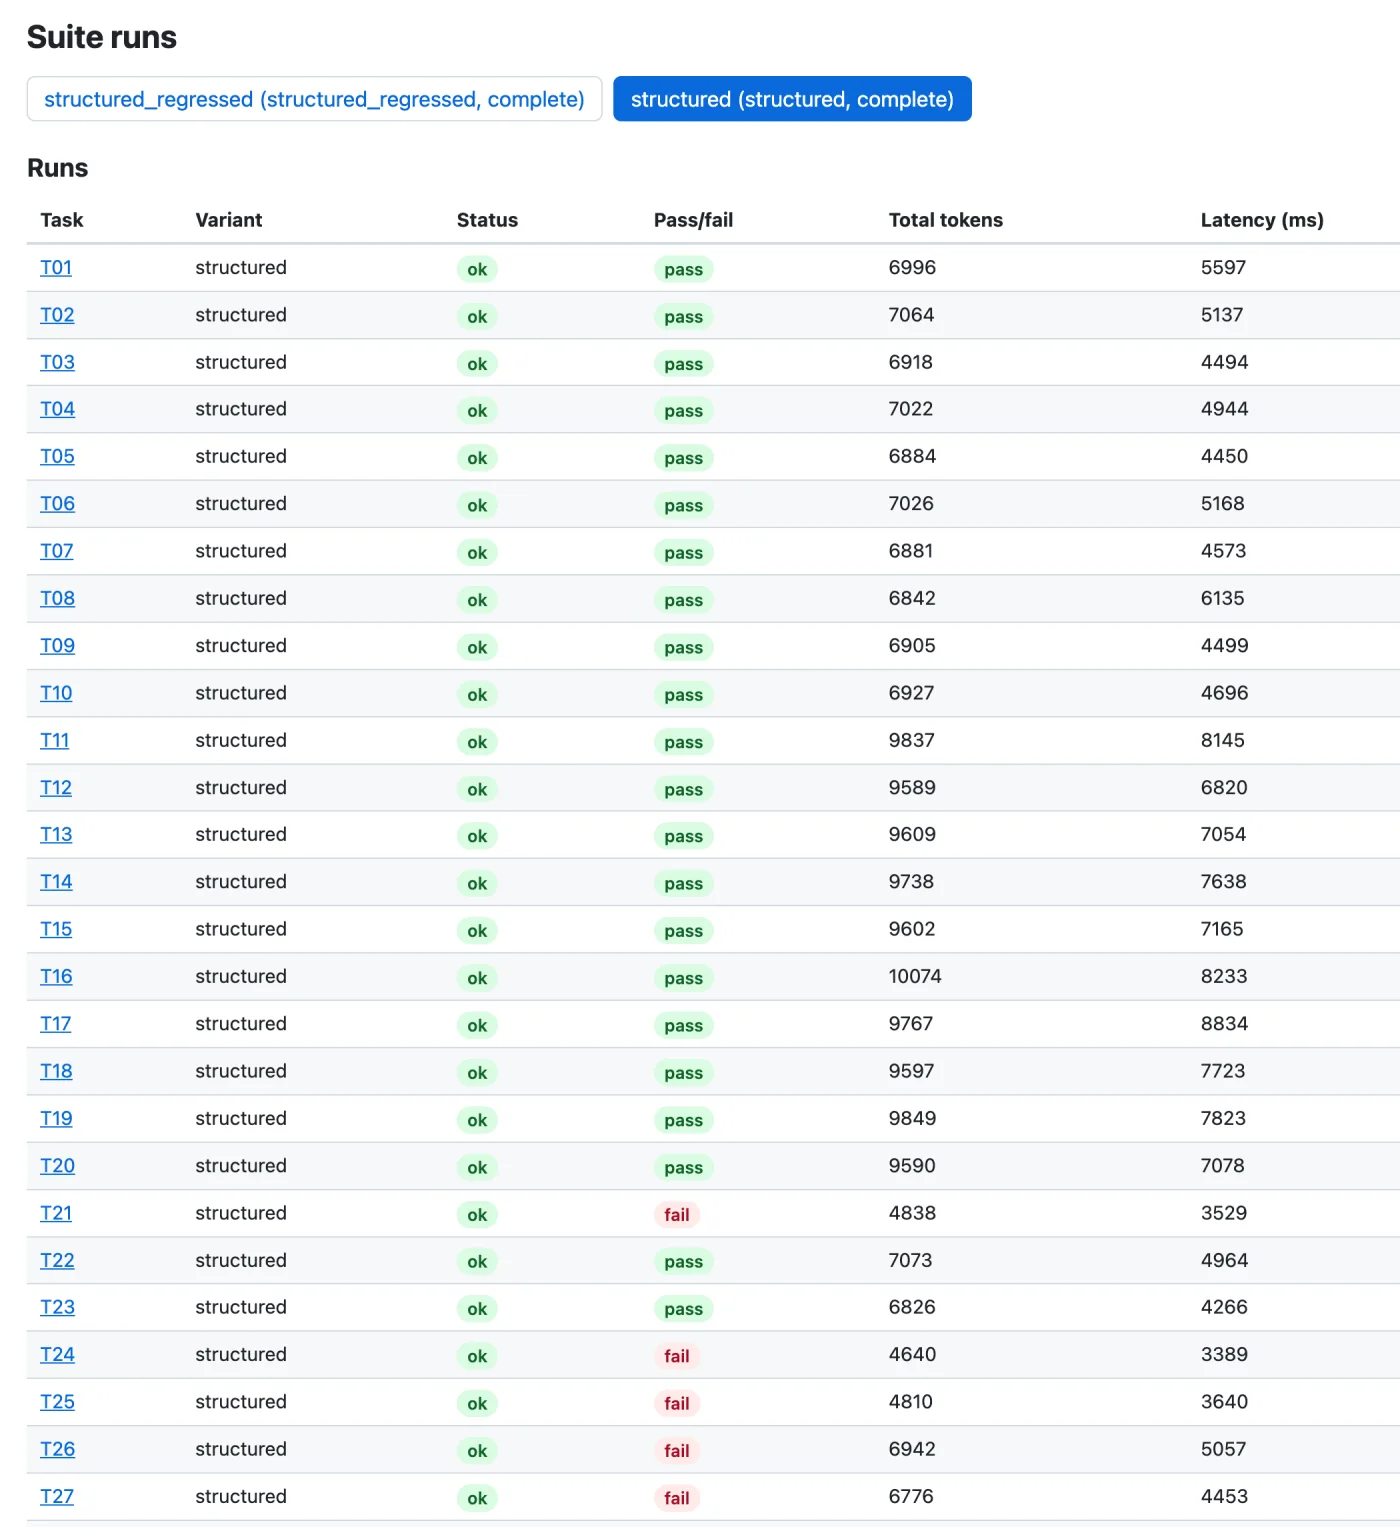 Suite runs
structured_regressed (structured_regressed, complete) structured (structured, complete)
Runs
Task Variant Status Pass/fail Total tokens Latency (ms)
T01 structured ok pass 6996 5597
T02 structured ok pass 7064 5137
T03 structured ok pass 6918 4494
T04 structured ok pass 7022 4944
T05 structured ok pass 6884 4450
T06 structured ok pass 7026 5168
T07 structured ok pass 6881 4573
T08 structured ok pass 6842 6135
T09 structured ok pass 6905 4499
T10 structured ok pass 6927 4696
T11 structured ok pass 9837 8145
T12 structured ok pass 9589 6820
T13 structured ok pass 9609 7054
T14 structured ok pass 9738 7638
T15 structured ok pass 9602 7165
T16 structured ok pass 10074 8233
T17 structured ok pass 9767 8834
T18 structured ok pass 9597 7723
T19 structured ok pass 9849 7823
T20 structured ok pass 9590 7078
T21 structured ok fail 4838 3529
T22 structured ok pass 7073 4964
T23 structured ok pass 6826 4266
T24 structured ok fail 4640 3389
T25 structured ok fail 4810 3640
T26 structured ok fail 6942 5057
T27 structured ok fail 6776 4453